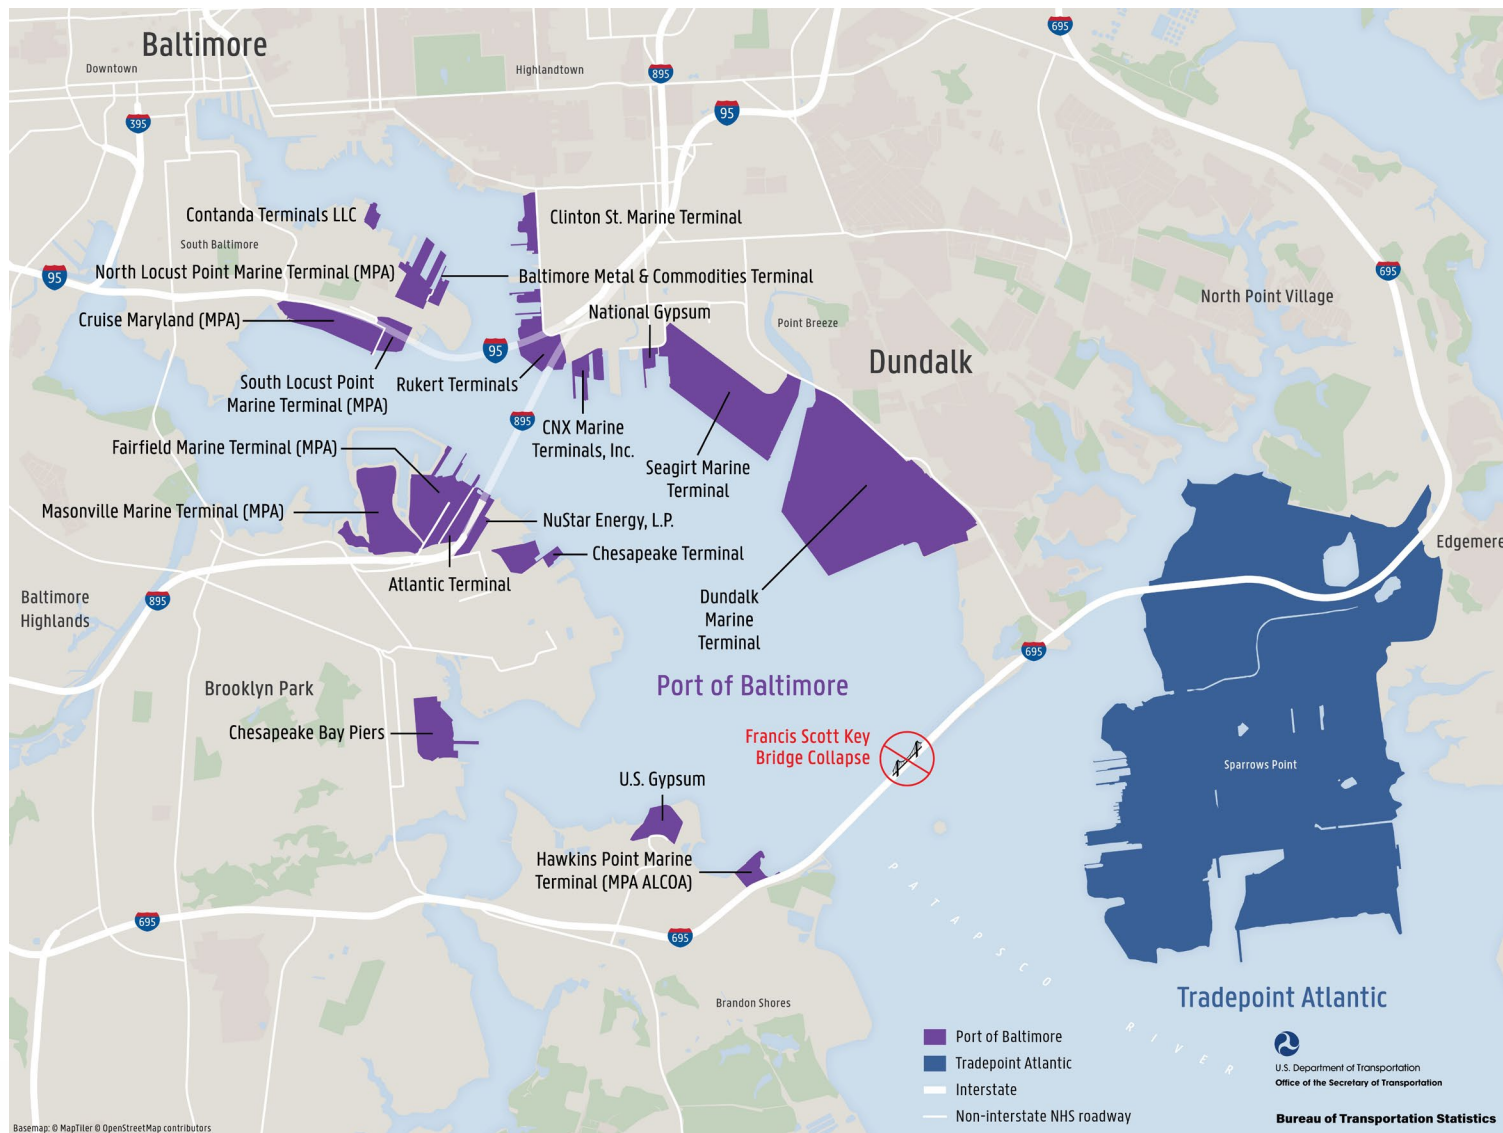 Baltimore
Downtown
Highlandtown
695
895
95
395
Contanda Terminals LLC
Clinton St. Marine Terminal
South Baltimore
95
North Locust Point Marine Terminal (MPA)
Baltimore Metal & Commodities Terminal
695
North Point Village
Cruise Maryland (MPA)
National Gypsum
Point Breeze
95
Dundalk
South Locust Point
Marine Terminal (MPA)
Rukert Terminals
895
CNX Marine
Terminals, Inc.
Fairfield Marine Terminal (MPA)
Seagirt Marine
Terminal
Masonville Marine Terminal (MPA)
NuStar Energy, L.P.
Chesapeake Terminal
Edgemere
Atlantic Terminal
Baltimore
Highlands
895
Dundalk
Marine
Terminal
695
Brooklyn Park
Port of Baltimore
Chesapeake Bay Piers
Francis Scott Key
Bridge Collapse
Sparrows Point
U.S. Gypsum
Hawkins Point Marine
Terminal (MPA ALCOA)
PATAPSCO RIVER
695
695
Brandon Shores
Tradepoint Atlantic
Port of Baltimore
Tradepoint Atlantic
Interstate
Non-interstate NHS roadway
U.S. Department of Transportation
Office of the Secretary of Transportation
Bureau of Transportation Statistics
Basemap: © MapTiler © OpenStreetMap contributors